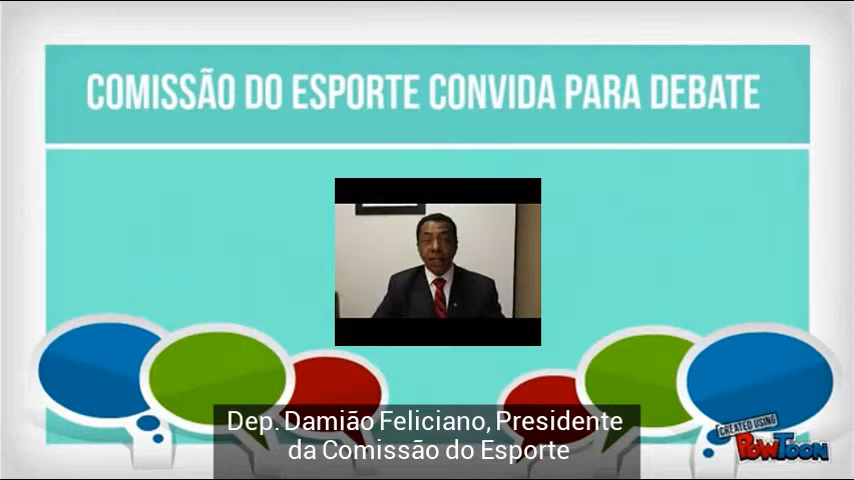 COMISSÃO DO ESPORTE CONVIDA PARA DEBATE
Dep. Damião Feliciano, Presidente
da Comissão do Esporte
CREATED USING
POWTOON